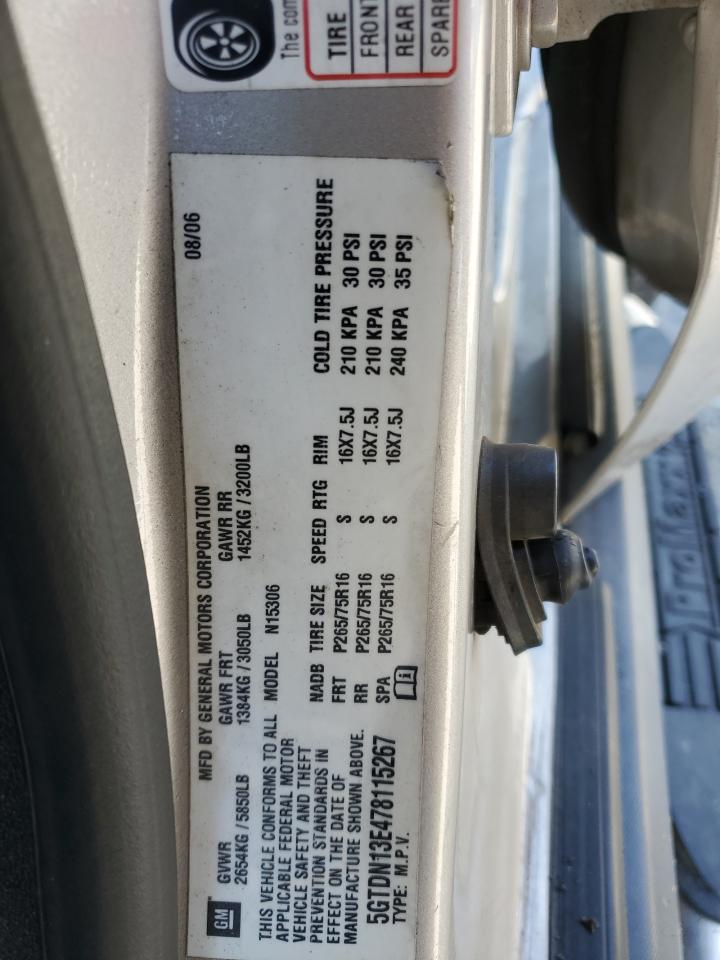 The com
TIRE
FRONT
REAR
SPARE
GM
MFD BY GENERAL MOTORS CORPORATION
08/06
GVWR GAWR FRT GAWR RR
2654KG/5850LB 1384KG/3050LB 1452KG/3200LB
THIS VEHICLE CONFORMS TO ALL
APPLICABLE FEDERAL MOTOR
VEHICLE SAFETY AND THEFT
PREVENTION STANDARDS IN
EFFECT ON THE DATE OF
MANUFACTURE SHOWN ABOVE.
MODEL N15306
NADB TIRE SIZE SPEED RTG RIM COLD TIRE PRESSURE
FRT P265/75R16 S 16X7.5J 210 KPA 30 PSI
RR P265/75R16 S 16X7.5J 210 KPA 30 PSI
SPA P265/75R16 S 16X7.5J 240 KPA 35 PSI
5GTDN13E478115267
TYPE: M.P.V.
ProMaxx